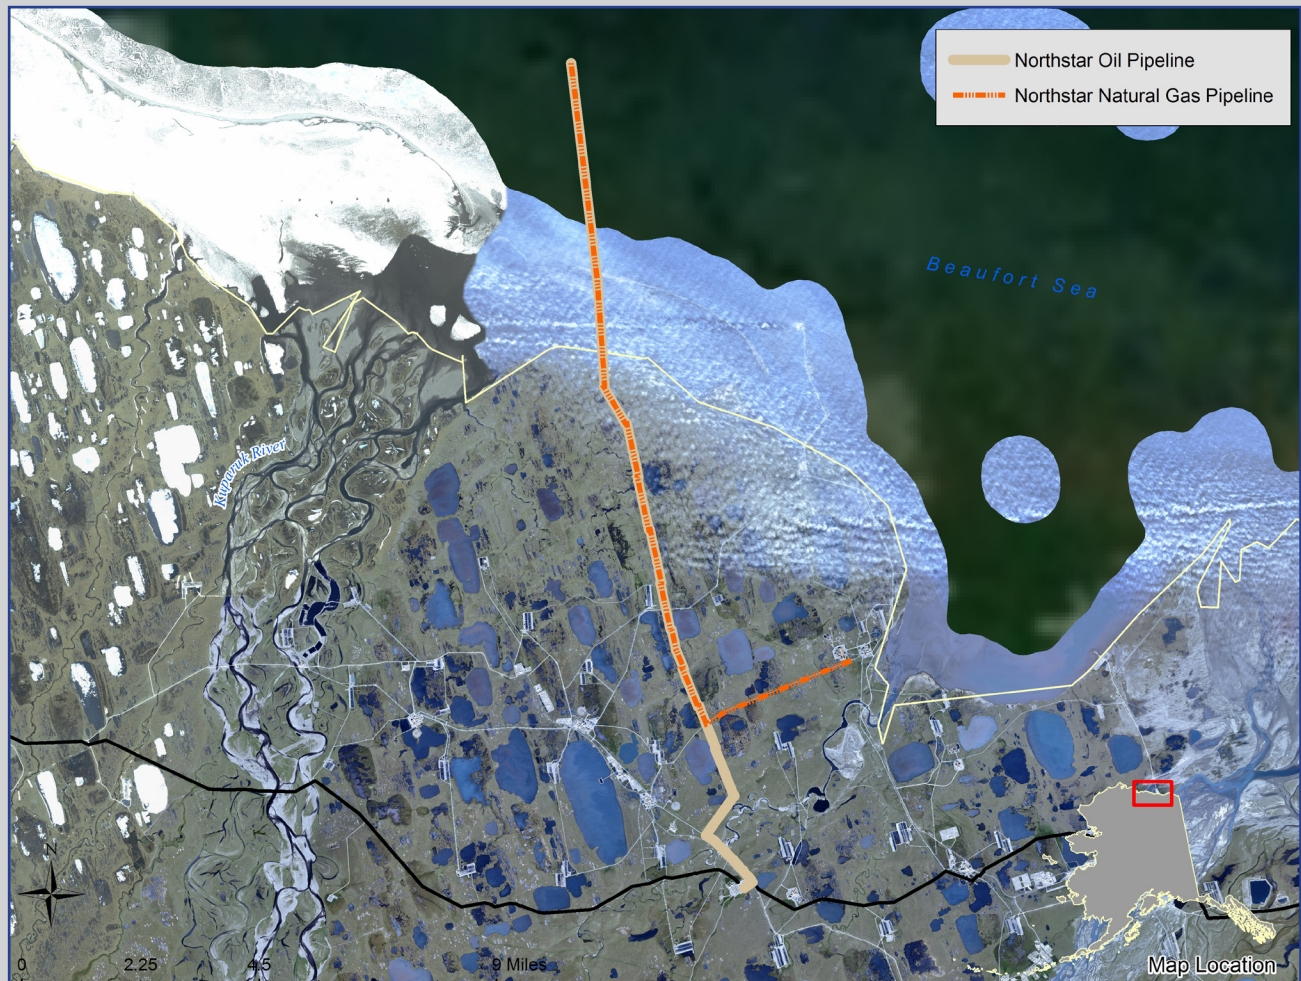 Northstar Oil Pipeline
Northstar Natural Gas Pipeline
Beaufort Sea
Kuparuk River
N
0 2.25 4.5 9 Miles
Map Location